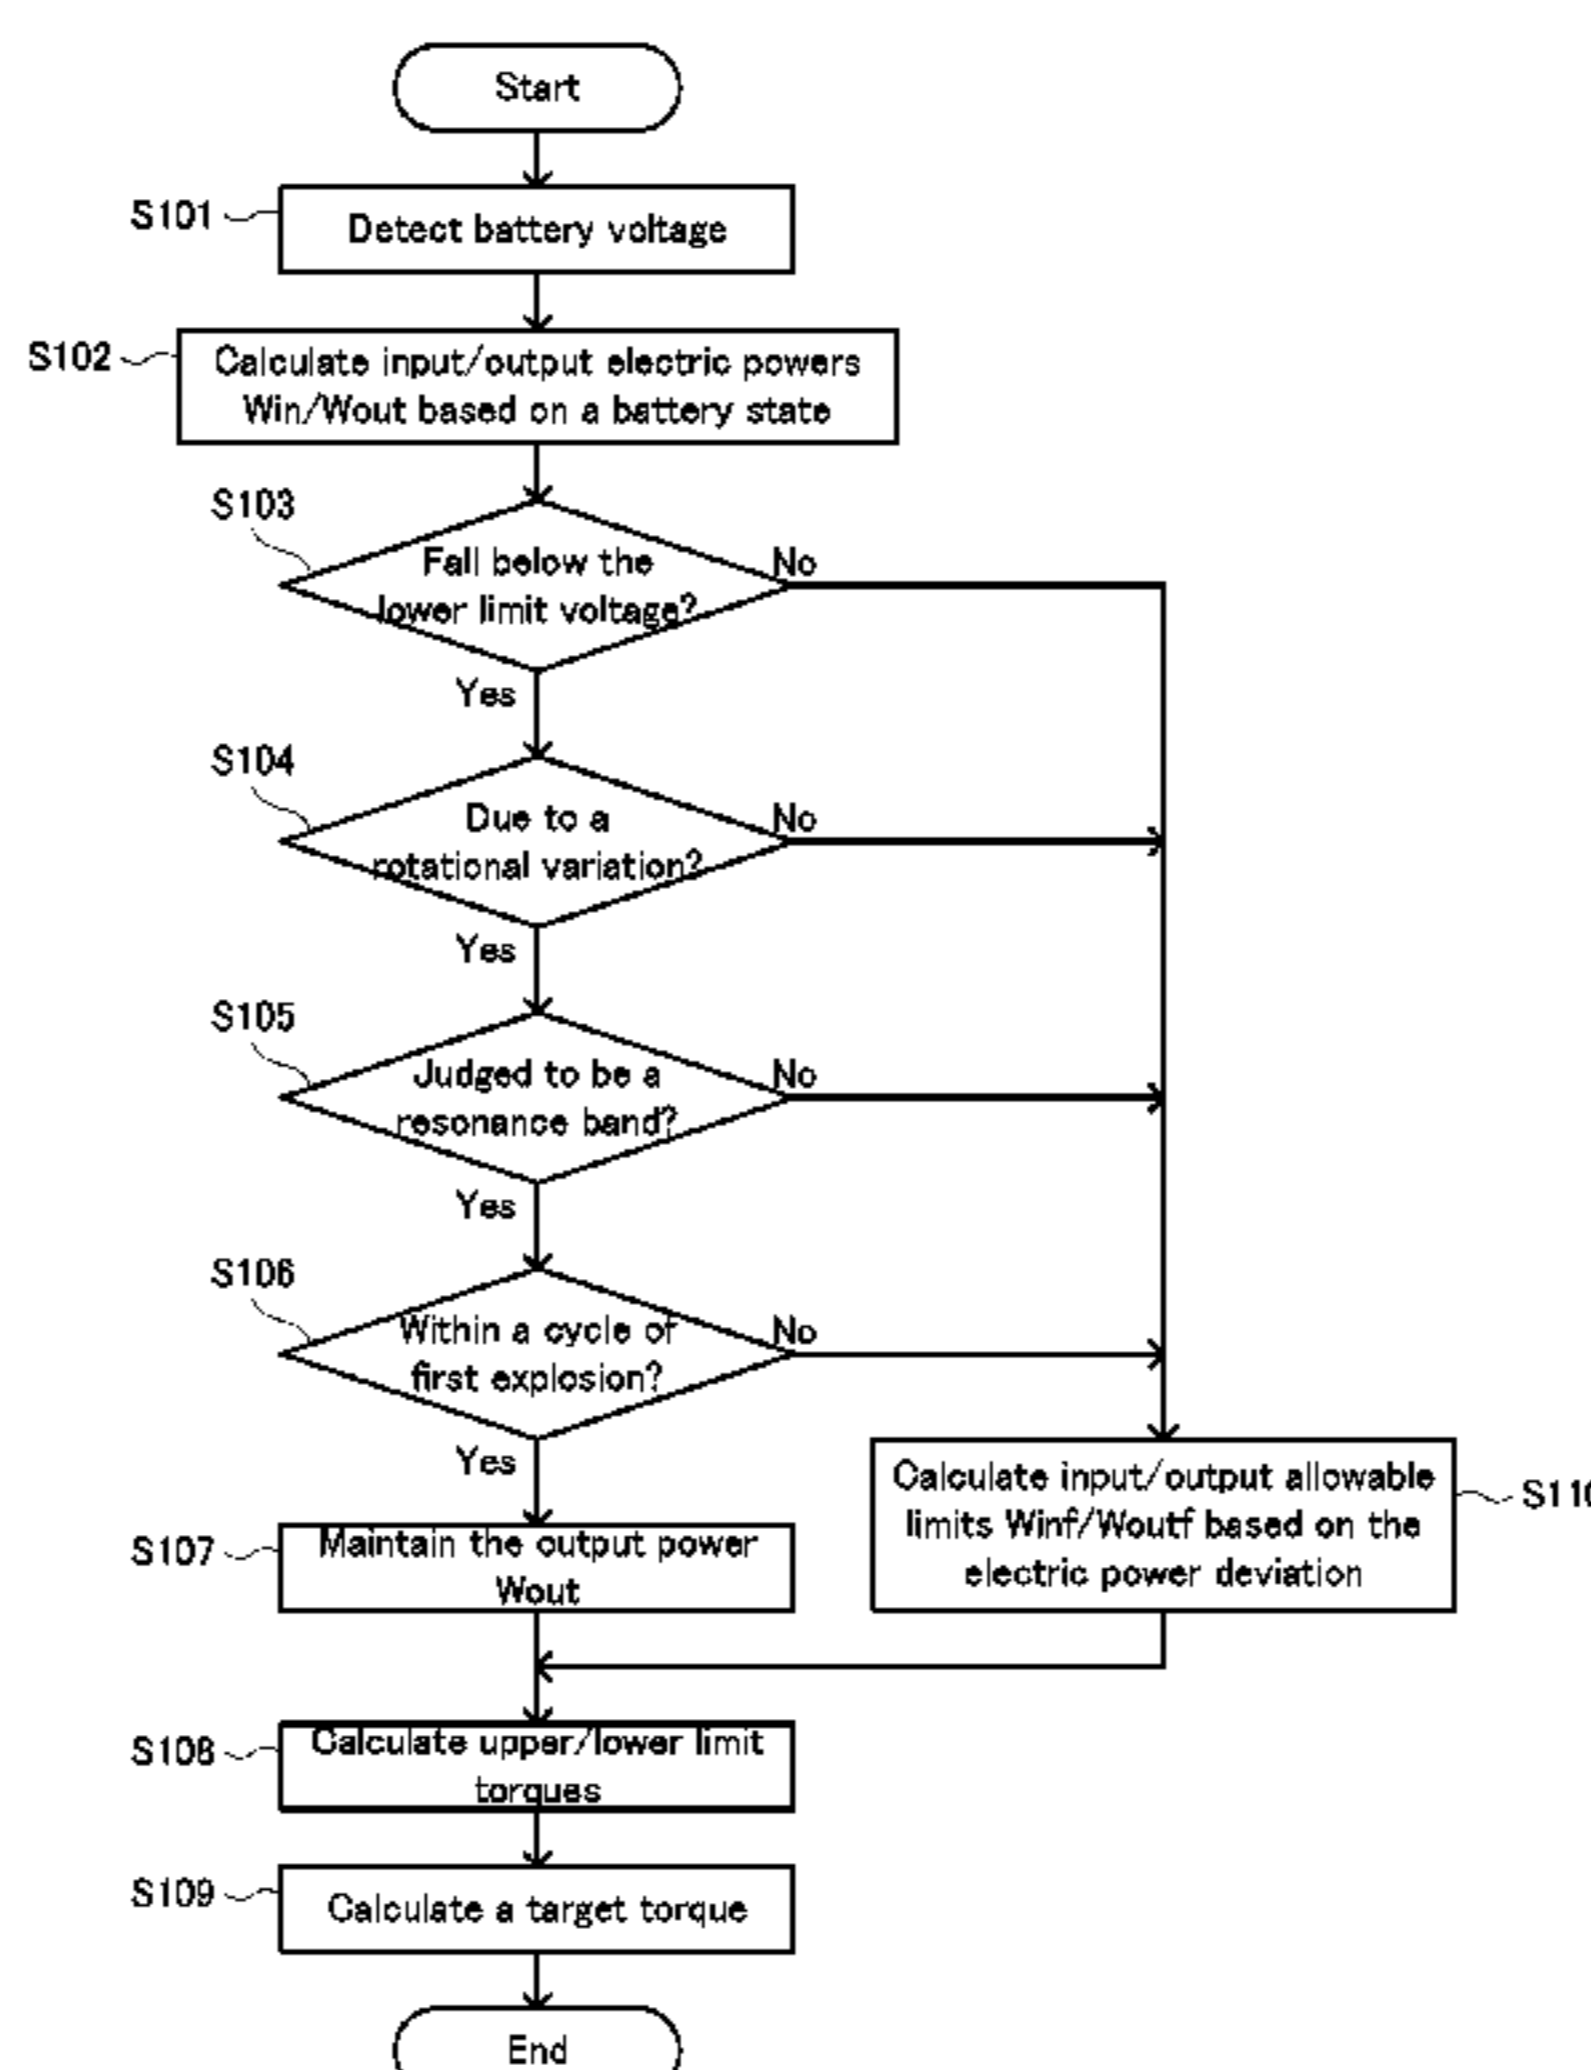 Start
S101
Detect battery voltage
S102
Calculate input/output electric powers
Win/Wout based on a battery state
S103
Fall below the
lower limit voltage?
No
Yes
S104
Due to a
rotational variation?
No
Yes
S105
Judged to be a
resonance band?
No
Yes
S106
Within a cycle of
first explosion?
No
Yes
S107
Maintain the output power
Wout
Calculate input/output allowable
limits Winf/Woutf based on the
electric power deviation
S110
S108
Calculate upper/lower limit
torques
S109
Calculate a target torque
End